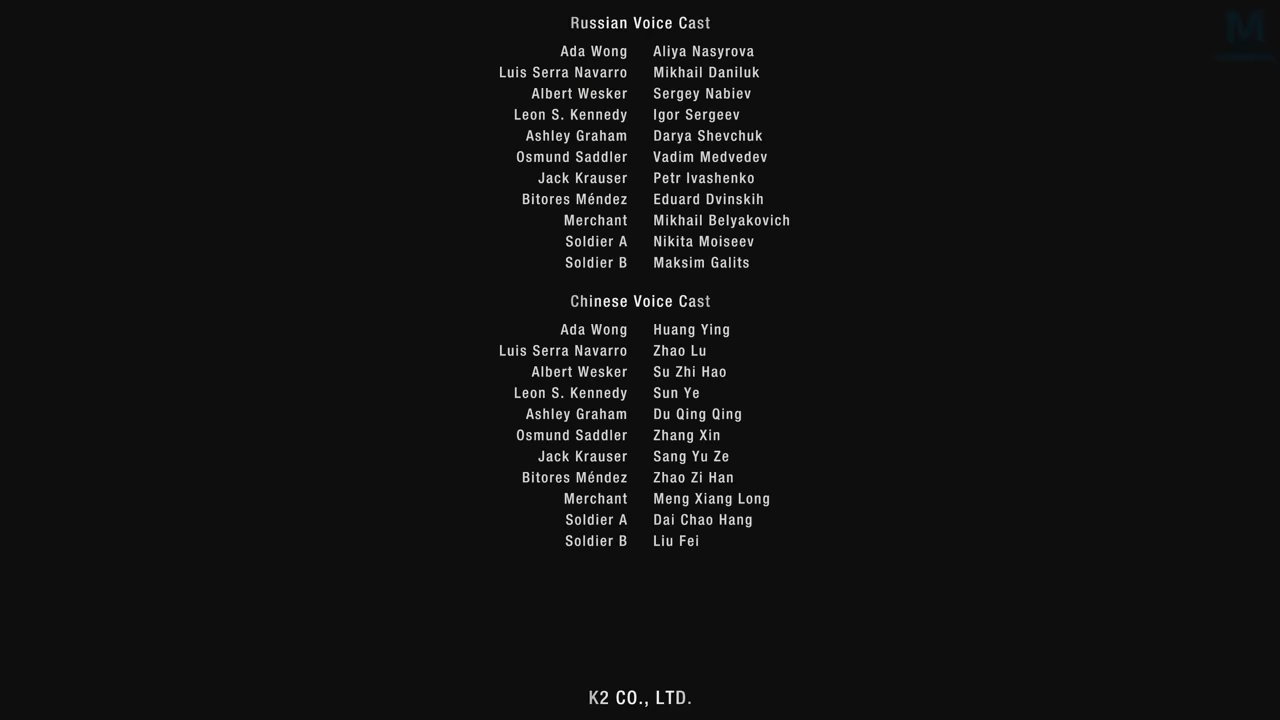 Russian Voice Cast
Ada Wong Aliya Nasyrova
Luis Serra Navarro Mikhail Daniluk
Albert Wesker Sergey Nabiev
Leon S. Kennedy Igor Sergeev
Ashley Graham Darya Shevchuk
Osmund Saddler Vadim Medvedev
Jack Krauser Petr Ivashenko
Bitores Méndez Eduard Dvinskih
Merchant Mikhail Belyakovich
Soldier A Nikita Moiseev
Soldier B Maksim Galits
Chinese Voice Cast
Ada Wong Huang Ying
Luis Serra Navarro Zhao Lu
Albert Wesker Su Zhi Hao
Leon S. Kennedy Sun Ye
Ashley Graham Du Qing Qing
Osmund Saddler Zhang Xin
Jack Krauser Sang Yu Ze
Bitores Méndez Zhao Zi Han
Merchant Meng Xiang Long
Soldier A Dai Chao Hang
Soldier B Liu Fei
K2 CO., LTD.